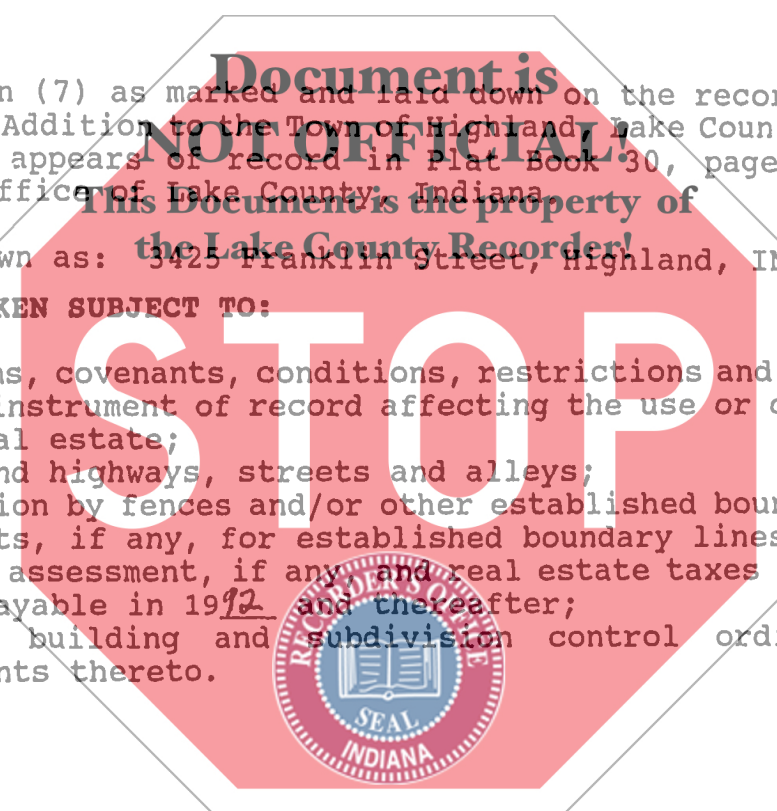 Document is
NOT OFFICIAL!
This Document is the property of
the Lake County Recorder!
n (7) as marked and laid down on the recor
Addition to the Town of Highland, Lake Coun
appears of record in Plat Book 30, page
ffice of Lake County, Indiana.
wn as: 3425 Franklin Street, Highland, IN
KEN SUBJECT TO:
ns, covenants, conditions, restrictions and
instrument of record affecting the use or o
al estate;
nd highways, streets and alleys;
ion by fences and/or other established boun
ts, if any, for established boundary lines
assessment, if any, and real estate taxes
ayable in 1992 and thereafter;
building and subdivision control ordi
nts thereto.
STOP
RECORDER'S OFFICE
SEAL
INDIANA